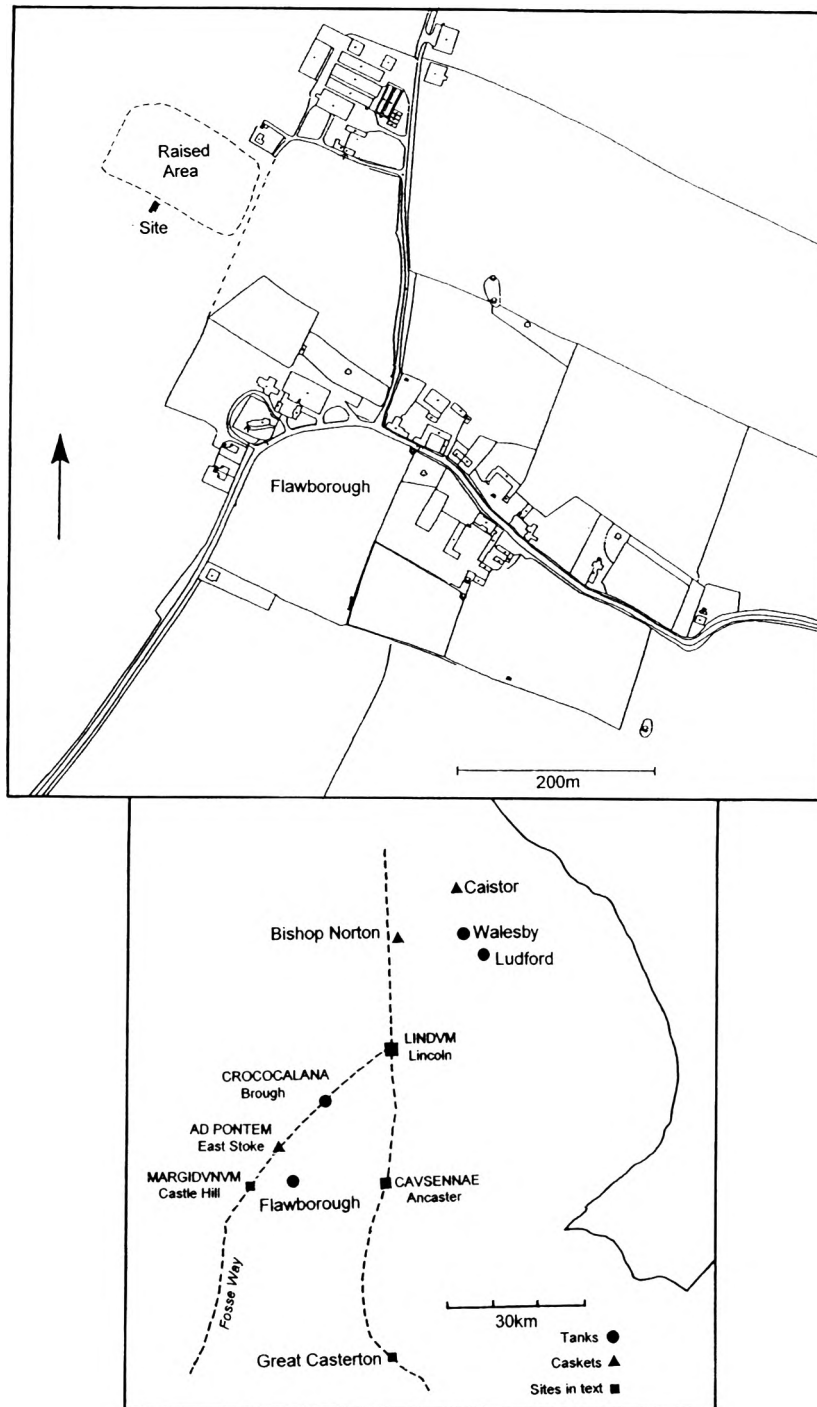 Raised
Area
Site
Flawborough
200m
Caistor
Bishop Norton
Walesby
Ludford
LINDVM
Lincoln
CROCOCALANA
Brough
AD PONTEM
East Stoke
MARGIDVNVM
Castle Hill
CAVSENNAE
Ancaster
Flawborough
Fosse Way
30km
Great Casterton
Tanks
Caskets
Sites in text